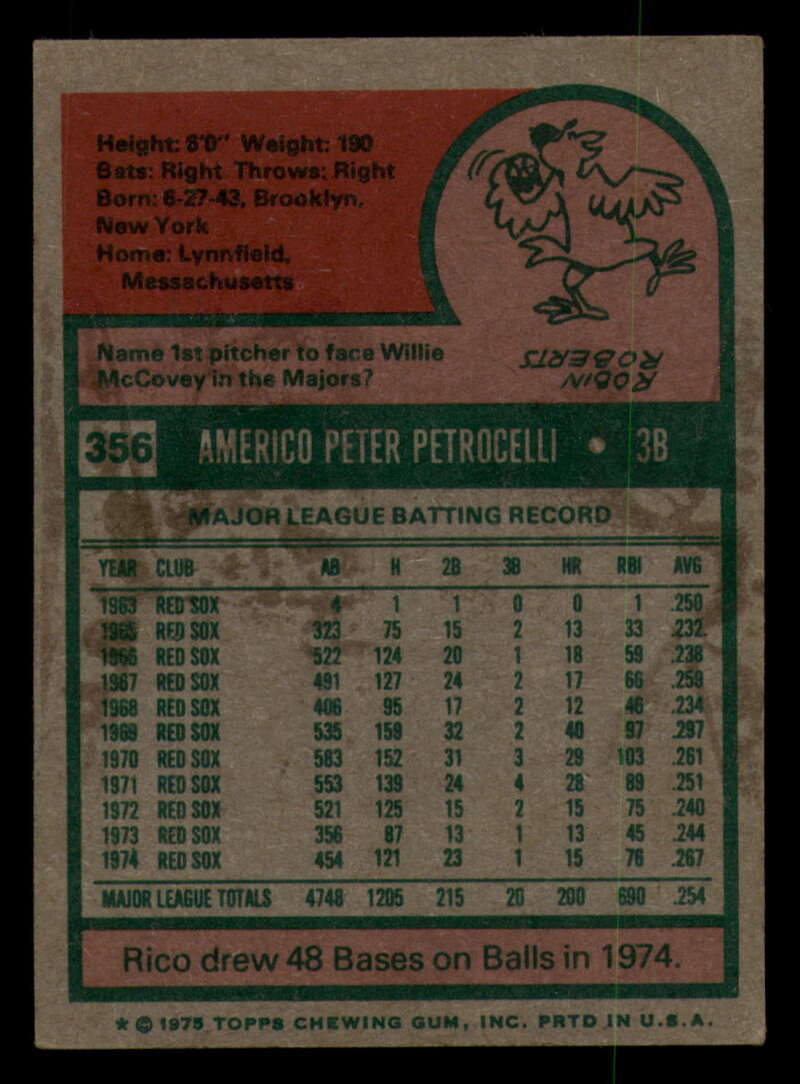 Height: 6'0" Weight: 190
Bats: Right Throws: Right
Born: 6-27-43, Brooklyn,
New York
Home: Lynnfield,
Massachusetts
Name 1st pitcher to face Willie
McCovey in the Majors?
ROBIN
ROBERTS
356 AMERICO PETER PETROCELLI • 3B
MAJOR LEAGUE BATTING RECORD
YEAR CLUB AB H 2B 3B HR RBI AVG
1963 RED SOX 4 1 1 0 0 1 .250
1965 RED SOX 323 75 15 2 13 33 .232
1966 RED SOX 522 124 20 1 18 59 .238
1967 RED SOX 491 127 24 2 17 66 .259
1968 RED SOX 406 95 17 2 12 46 .234
1969 RED SOX 535 159 32 2 40 97 .297
1970 RED SOX 583 152 31 3 29 103 .261
1971 RED SOX 553 139 24 4 28 89 .251
1972 RED SOX 521 125 15 2 15 75 .240
1973 RED SOX 356 87 13 1 13 45 .244
1974 RED SOX 454 121 23 1 15 76 .267
MAJOR LEAGUE TOTALS 4748 1205 215 20 200 690 .254
Rico drew 48 Bases on Balls in 1974.
* © 1975 TOPPS CHEWING GUM, INC. PRTD IN U.S.A.